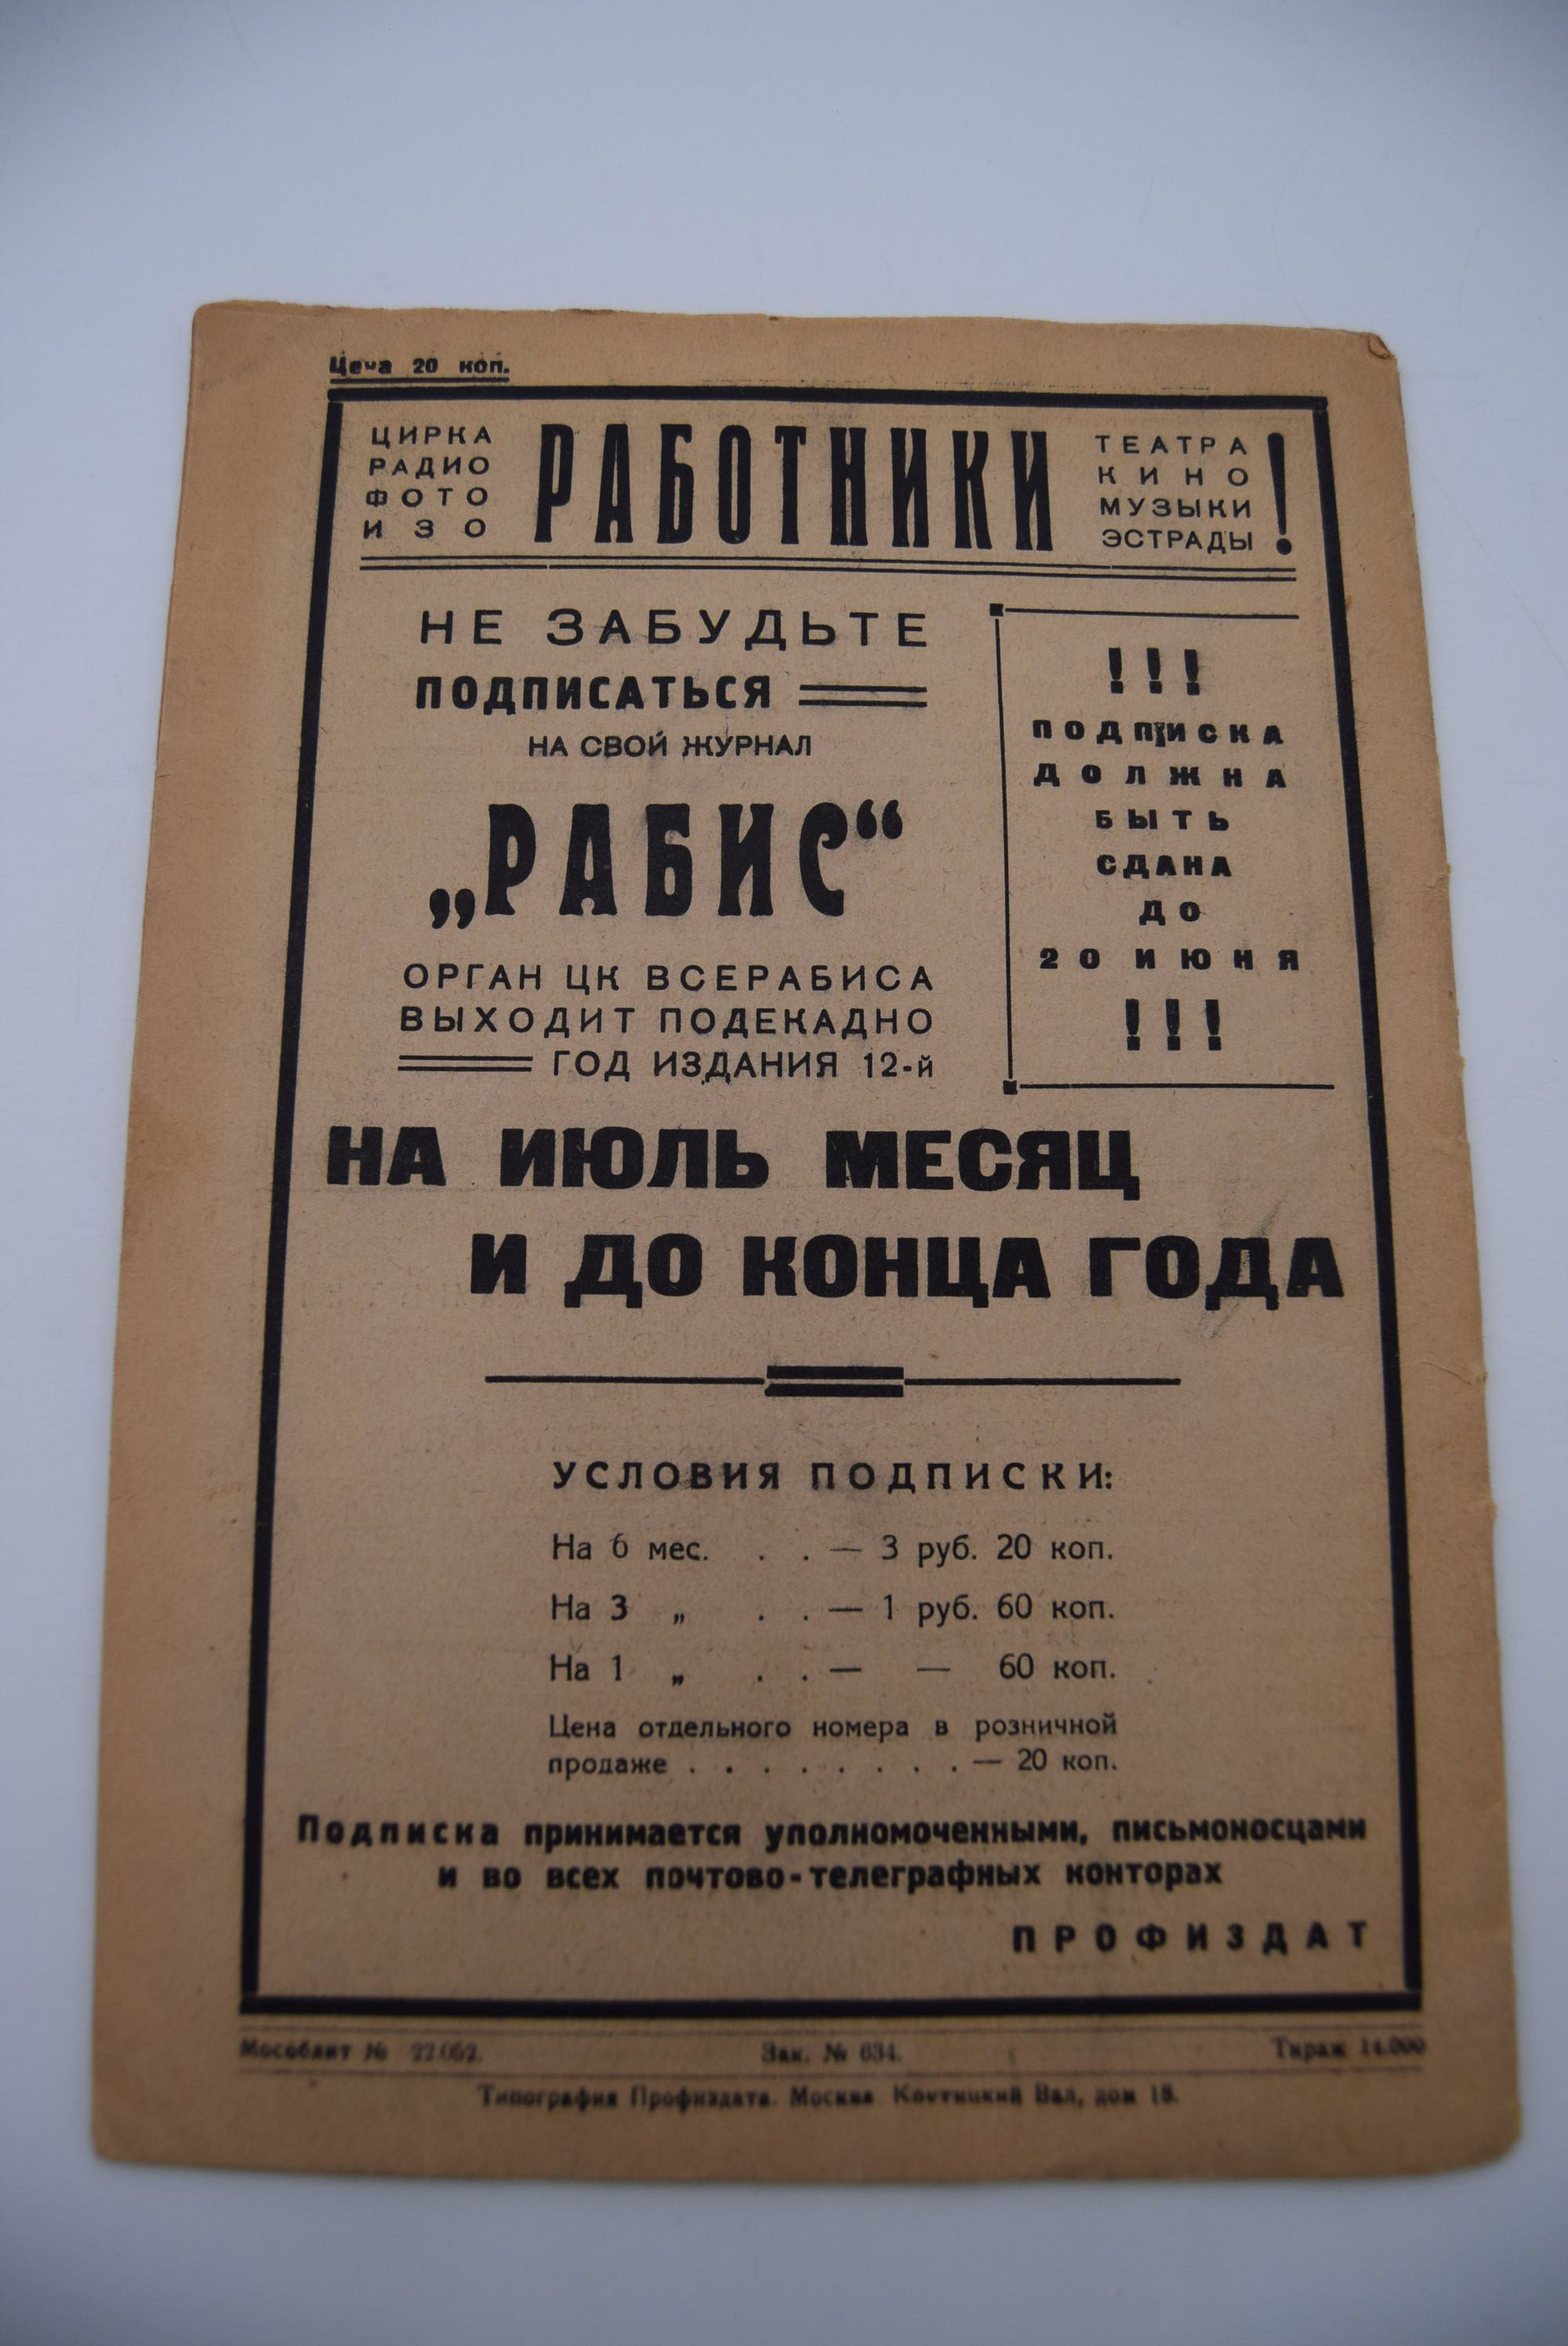 Цена 20 коп.
ЦИРКА
РАДИО
ФОТО
ИЗО
РАБОТНИКИ
ТЕАТРА
КИНО
МУЗЫКИ
ЭСТРАДЫ
!
НЕ ЗАБУДЬТЕ
ПОДПИСАТЬСЯ
НА СВОЙ ЖУРНАЛ
„РАБИС“
ОРГАН ЦК ВСЕРАБИСА
ВЫХОДИТ ПОДЕКАДНО
ГОД ИЗДАНИЯ 12-й
!!!
ПОДПИСКА
ДОЛЖНА
БЫТЬ
СДАНА
ДО
20 ИЮНЯ
!!!
НА ИЮЛЬ МЕСЯЦ
И ДО КОНЦА ГОДА
УСЛОВИЯ ПОДПИСКИ:
На 6 мес. . . — 3 руб. 20 коп.
На 3 „ . . — 1 руб. 60 коп.
На 1 „ . . — — 60 коп.
Цена отдельного номера в розничной
продаже . . . . . . . . — 20 коп.
Подписка принимается уполномоченными, письмоносцами
и во всех почтово-телеграфных конторах
ПРОФИЗДАТ
Мособлит № Зак. № 634. Тираж 14.000
Типография Профиздата. Москва Вал, дом 18.